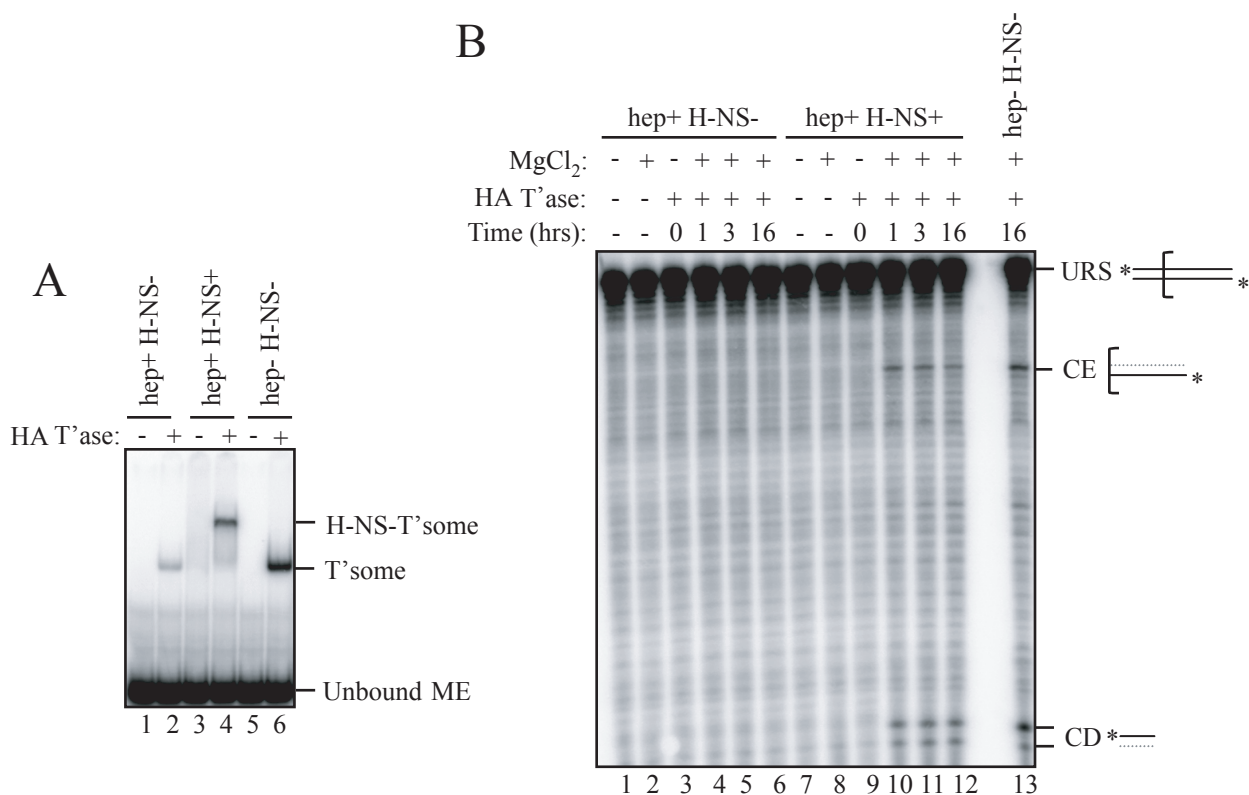 A
hep+ H-NS-
hep+ H-NS+
hep- H-NS-
HA T'ase: - + - + - +
H-NS-T'some
T'some
Unbound ME
1 2 3 4 5 6
B
hep+ H-NS- hep+ H-NS+
hep- H-NS-
MgCl2: - + - + + + - + - + + + +
HA T'ase: - - + + + + - - + + + + +
Time (hrs): - - 0 1 3 16 - - 0 1 3 16 16
URS * *
CE *
CD *
1 2 3 4 5 6 7 8 9 10 11 12 13